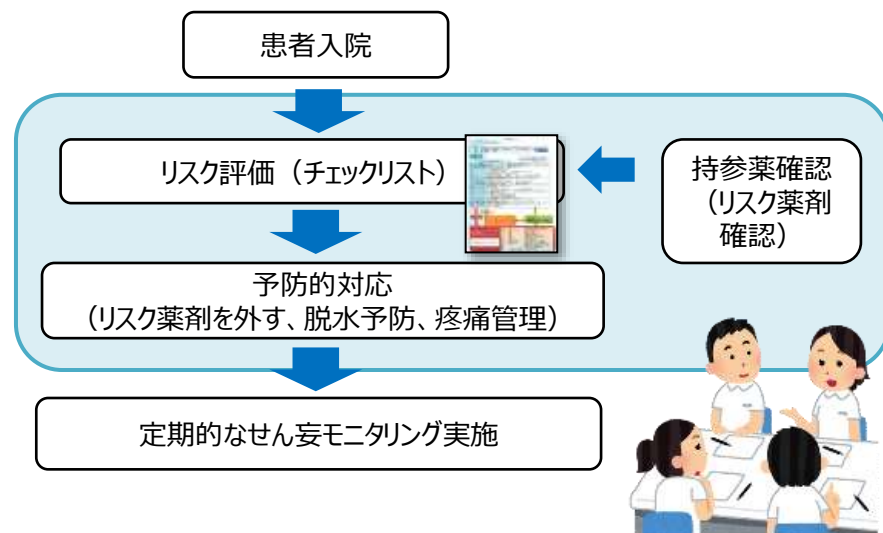 患者入院
リスク評価（チェックリスト）
持参薬確認
（リスク薬剤
確認）
予防的対応
（リスク薬剤を外す、脱水予防、疼痛管理）
定期的なせん妄モニタリング実施